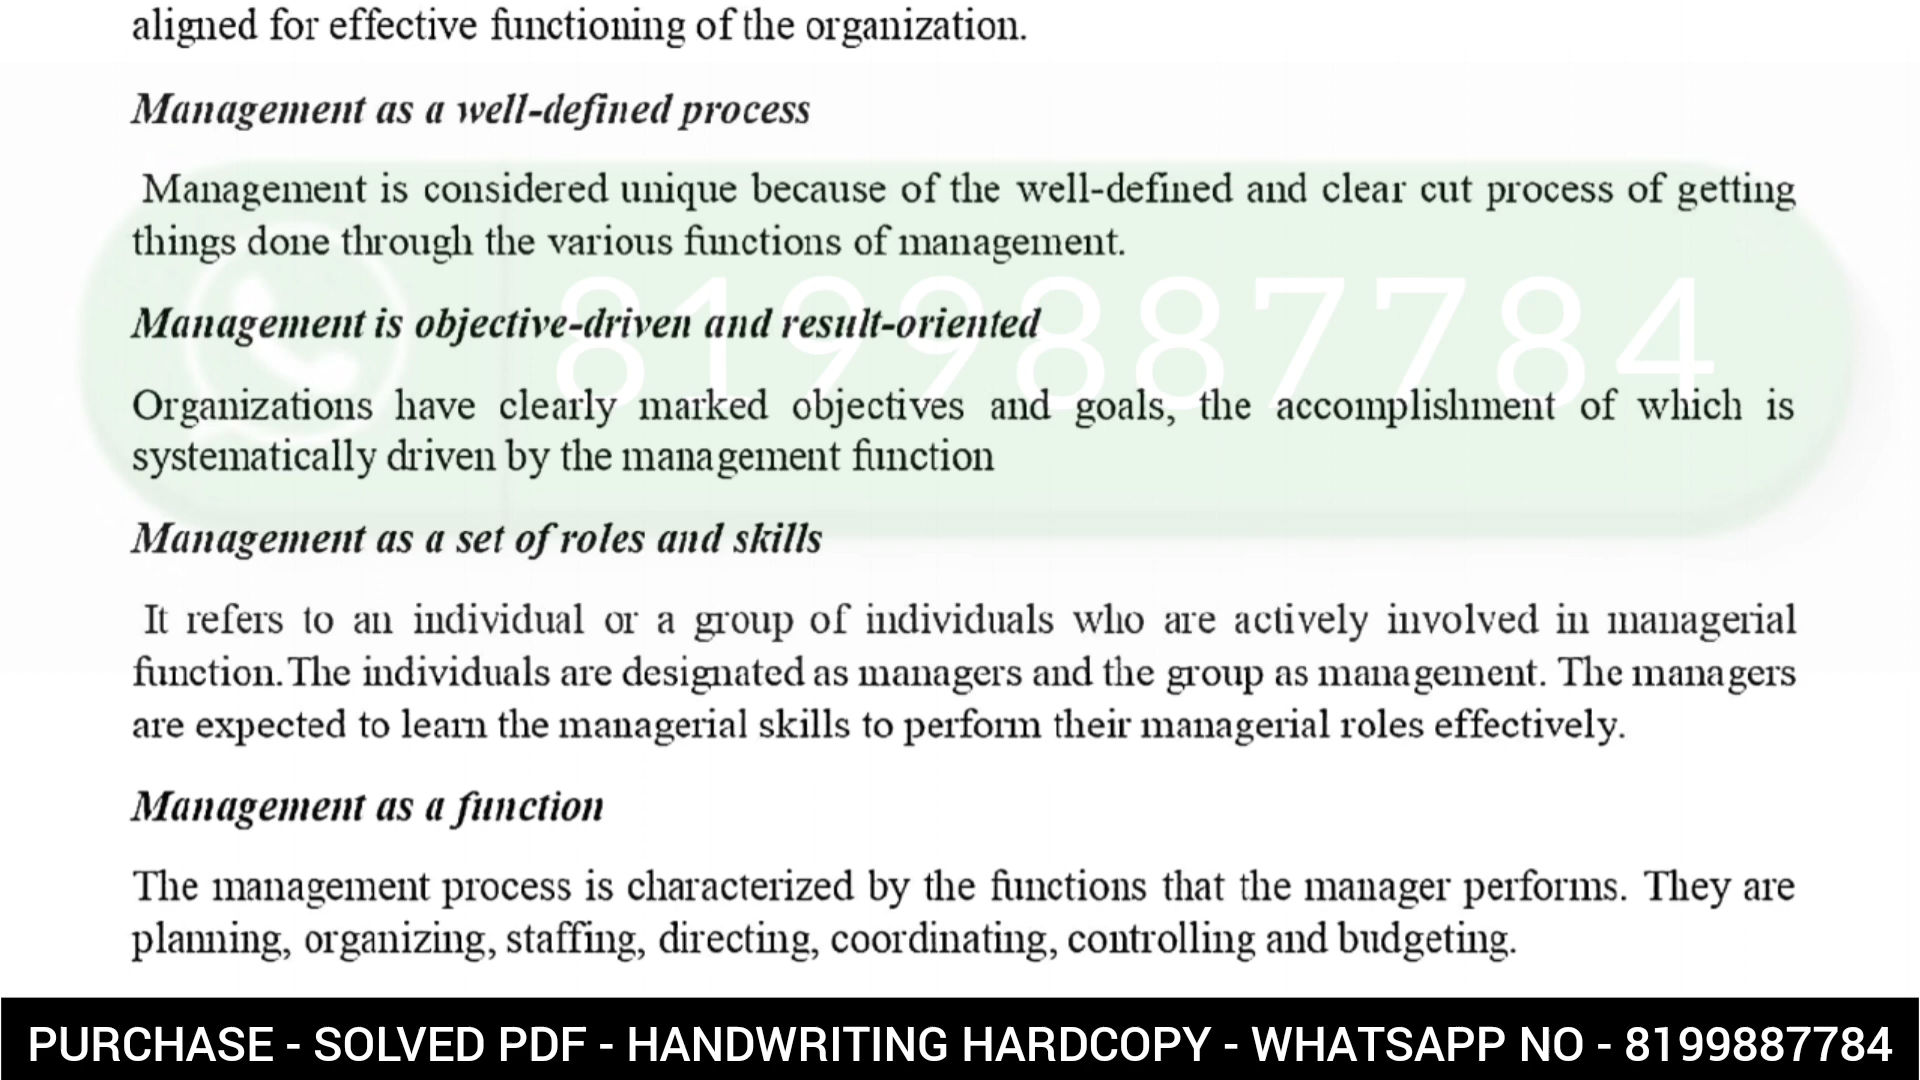 aligned for effective functioning of the organization.
Management as a well-defined process
Management is considered unique because of the well-defined and clear cut process of getting
things done through the various functions of management.
8199887784
Management is objective-driven and result-oriented
Organizations have clearly marked objectives and goals, the accomplishment of which is
systematically driven by the management function
Management as a set of roles and skills
It refers to an individual or a group of individuals who are actively involved in managerial
function. The individuals are designated as managers and the group as management. The managers
are expected to learn the managerial skills to perform their managerial roles effectively.
Management as a function
The management process is characterized by the functions that the manager performs. They are
planning, organizing, staffing, directing, coordinating, controlling and budgeting.
PURCHASE - SOLVED PDF - HANDWRITING HARDCOPY - WHATSAPP NO - 8199887784